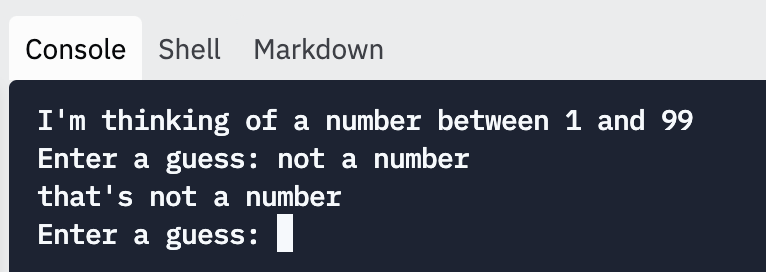 Console Shell Markdown
I'm thinking of a number between 1 and 99
Enter a guess: not a number
that's not a number
Enter a guess: